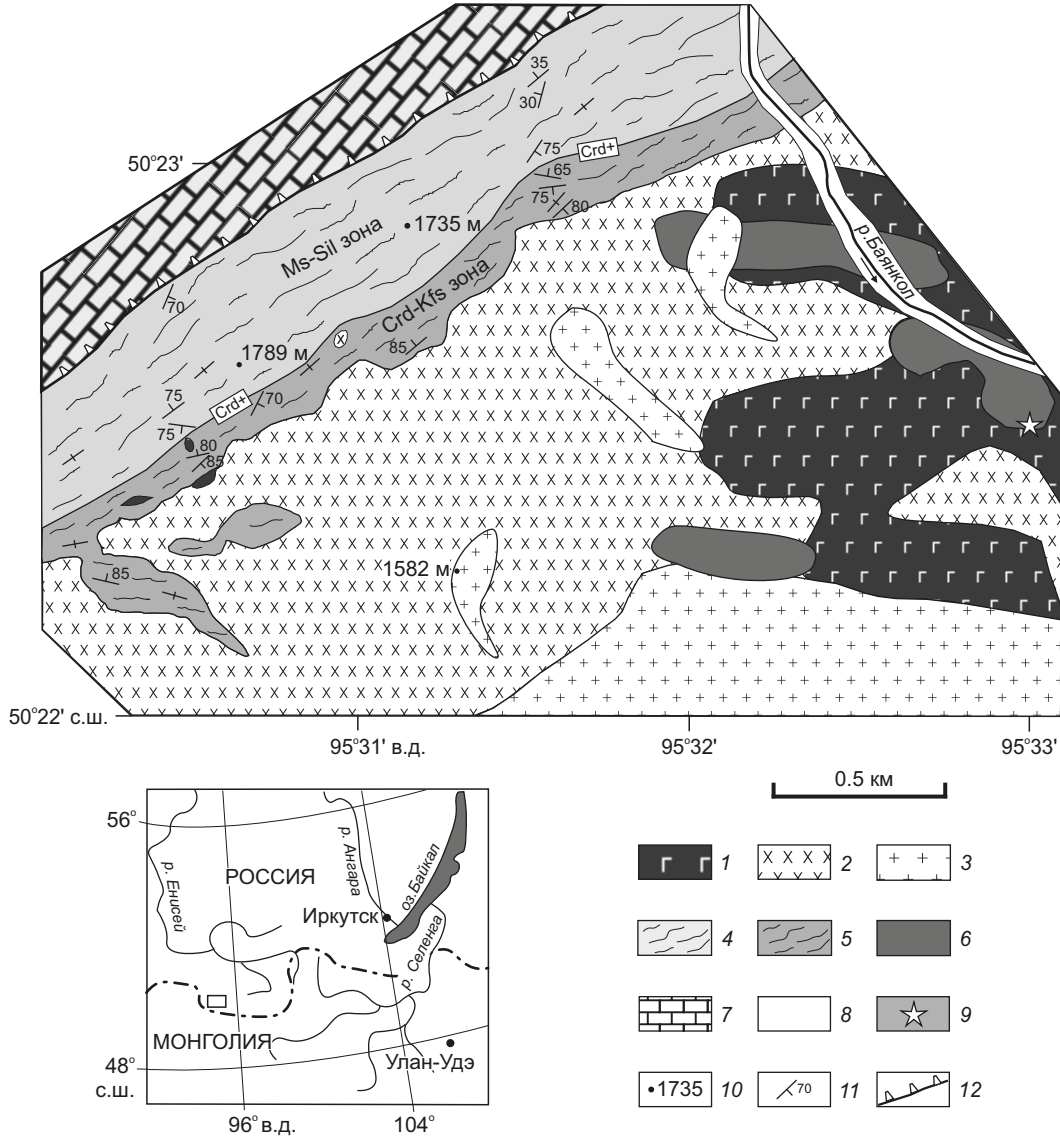 35
30
50°23'
75
Crd+
65
75
80
1735 м
Ms-Sil зона
р.Баянкол
Crd-Kfs зона
70
x
85
1789 м
75
Crd+
70
75
80
85
1582 м
85
50°22' с.ш.
95°31' в.д.
95°32'
95°33'
0.5 км
56°
р. Енисей
РОССИЯ
р. Ангара
оз.Байкал
Иркутск
р. Селенга
МОНГОЛИЯ
Улан-Удэ
48°
с.ш.
96° в.д.
104°
1
2
3
4
5
6
7
8
9
1735 10
70 11
12